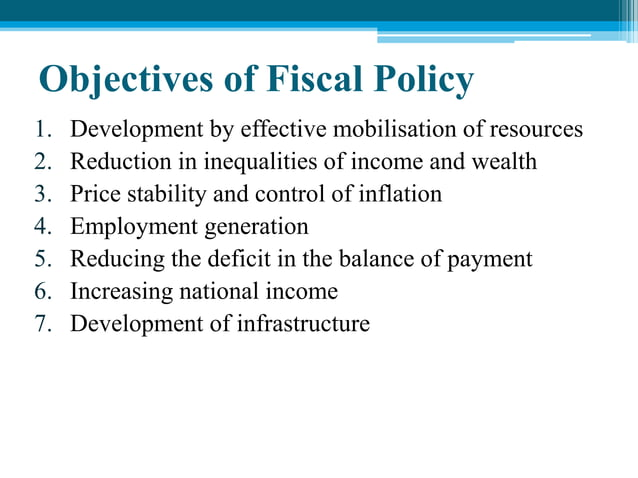 Objectives of Fiscal Policy
1. Development by effective mobilisation of resources
2. Reduction in inequalities of income and wealth
3. Price stability and control of inflation
4. Employment generation
5. Reducing the deficit in the balance of payment
6. Increasing national income
7. Development of infrastructure